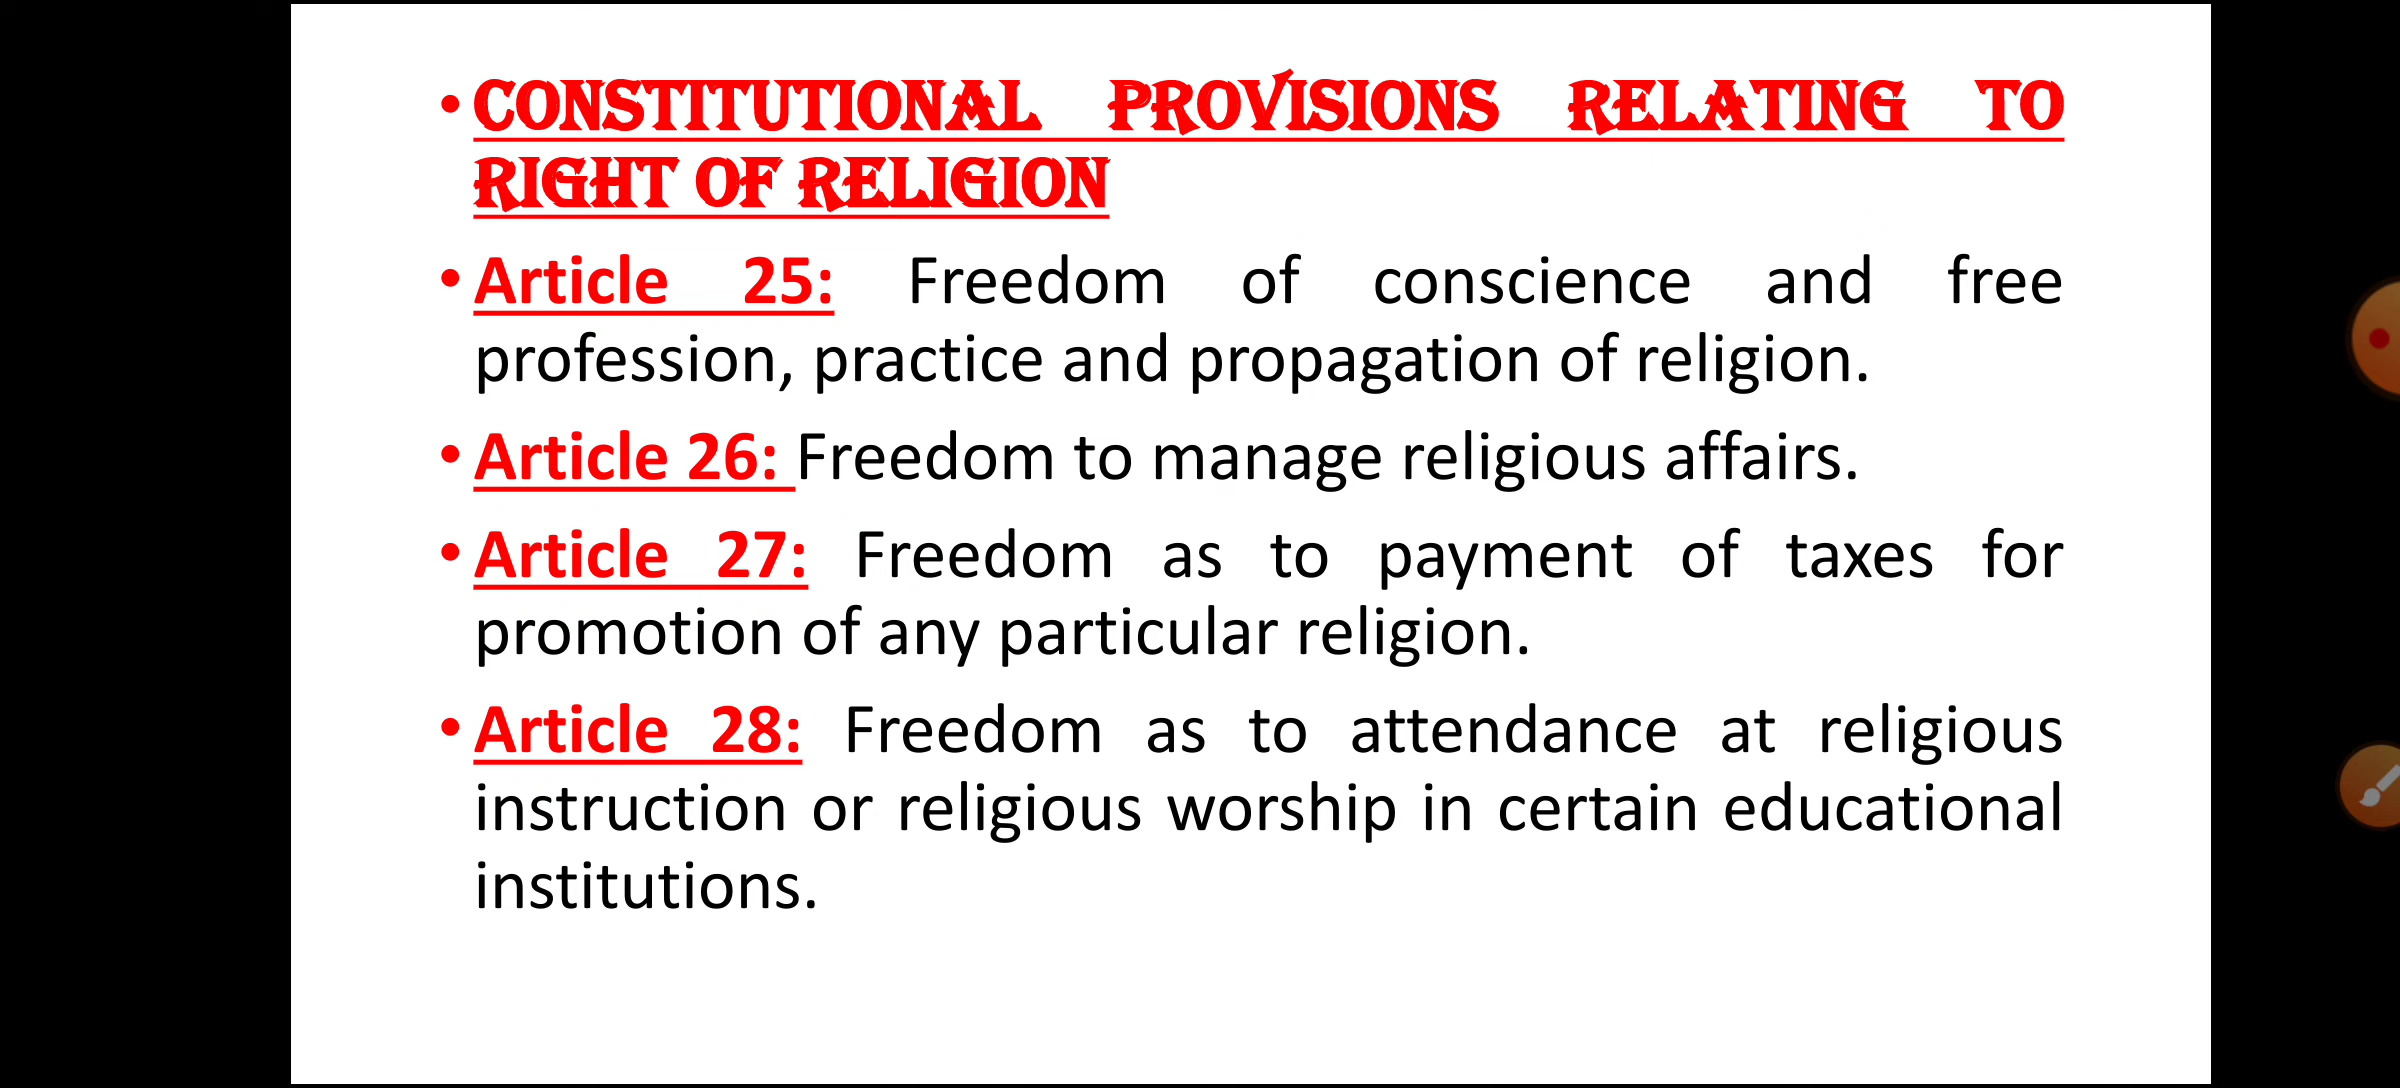 • CONSTITUTIONAL PROVISIONS RELATING TO
RIGHT OF RELIGION
• Article 25: Freedom of conscience and free
profession, practice and propagation of religion.
• Article 26: Freedom to manage religious affairs.
• Article 27: Freedom as to payment of taxes for
promotion of any particular religion.
• Article 28: Freedom as to attendance at religious
instruction or religious worship in certain educational
institutions.